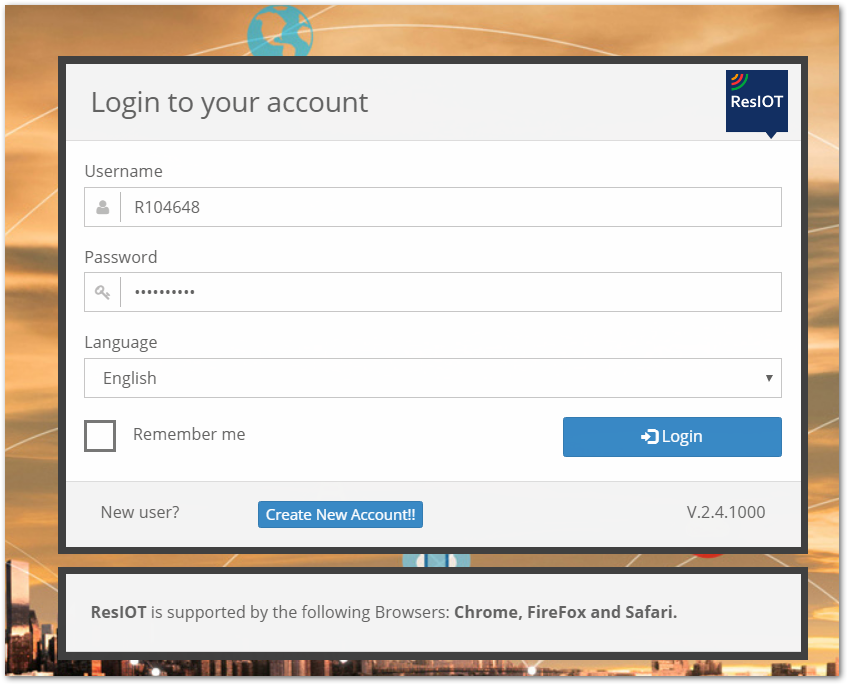 Login to your account
ResIOT
Username
R104648
Password
••••••••••
Language
English
Remember me
Login
New user?
Create New Account!!
V.2.4.1000
ResIOT is supported by the following Browsers: Chrome, FireFox and Safari.